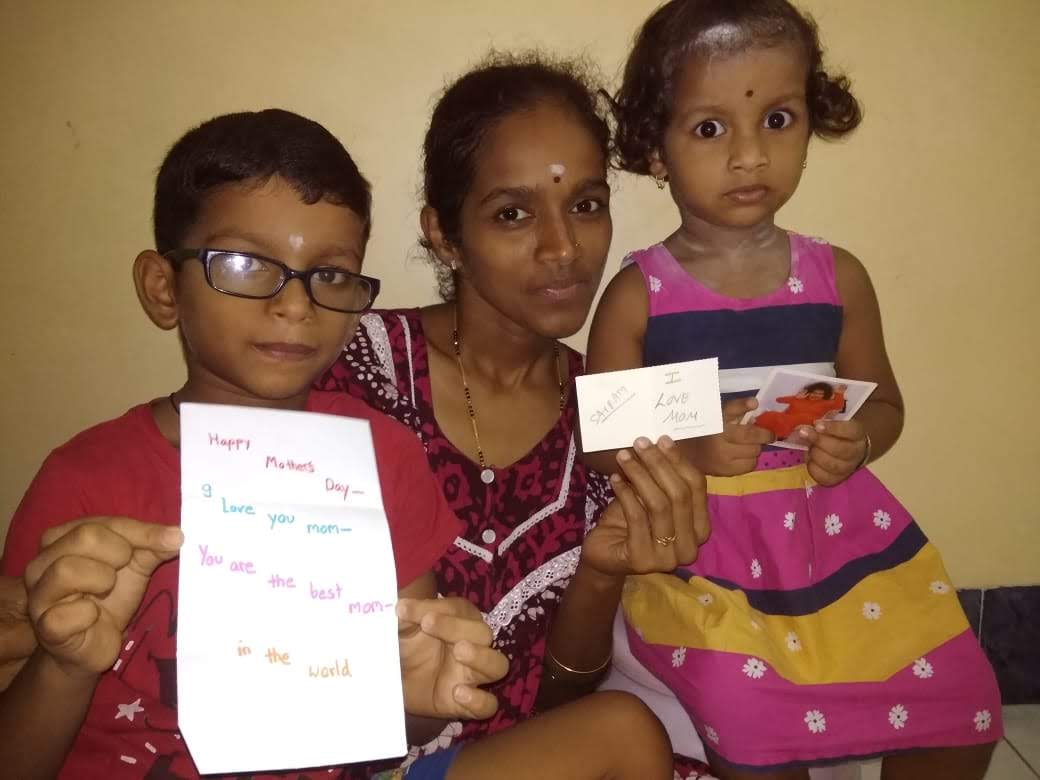 Happy
Mothers
Day—
I
Love you mom—
You are
the best
mom—
in the
world
SAIRAM
I
LOVE
MOM